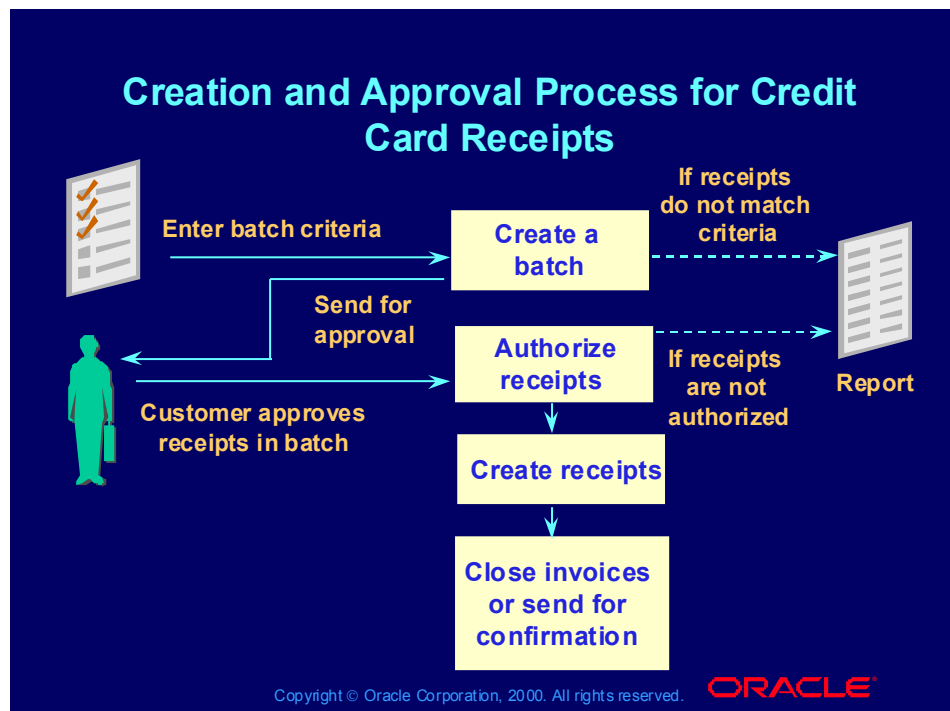 Creation and Approval Process for Credit
Card Receipts
If receipts
do not match
criteria
Enter batch criteria
Create a
batch
Send for
approval
Authorize
receipts
If receipts
are not
authorized
Report
Customer approves
receipts in batch
Create receipts
Close invoices
or send for
confirmation
Copyright © Oracle Corporation, 2000. All rights reserved.
ORACLE®